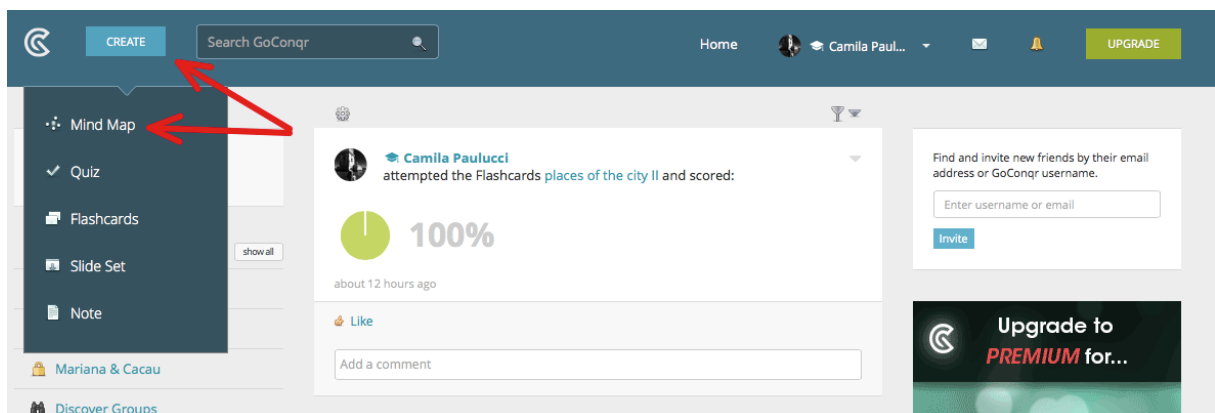 CREATE
Search GoConqr
Home
Camila Paul...
UPGRADE
Mind Map
Quiz
Flashcards
Slide Set
Note
show all
Mariana & Cacau
Discover Groups
Camila Paulucci
attempted the Flashcards places of the city II and scored:
100%
about 12 hours ago
Like
Add a comment
Find and invite new friends by their email
address or GoConqr username.
Enter username or email
Invite
Upgrade to
PREMIUM for...